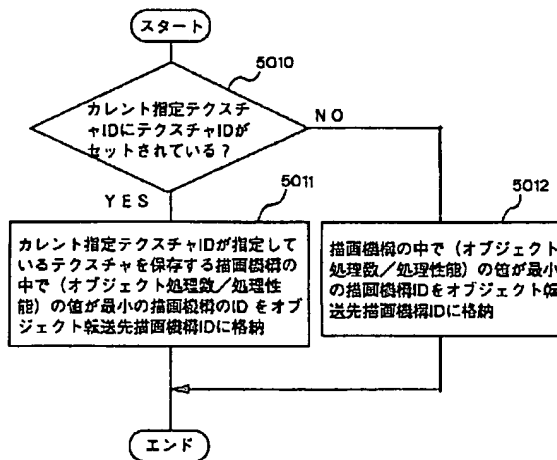 スタート
5010
カレント指定テクスチ
ャIDにテクスチャIDが
セットされている？
NO
YES
5011
カレント指定テクスチャIDが指定して
いるテクスチャを保存する描画機構の
中で（オブジェクト処理数／処理性
能）の値が最小の描画機構のID をオブ
ジェクト転送先描画機構IDに格納
5012
描画機構の中で（オブジェクト
処理数／処理性能）の値が最小
の描画機構IDをオブジェクト転
送先描画機構IDに格納
エンド